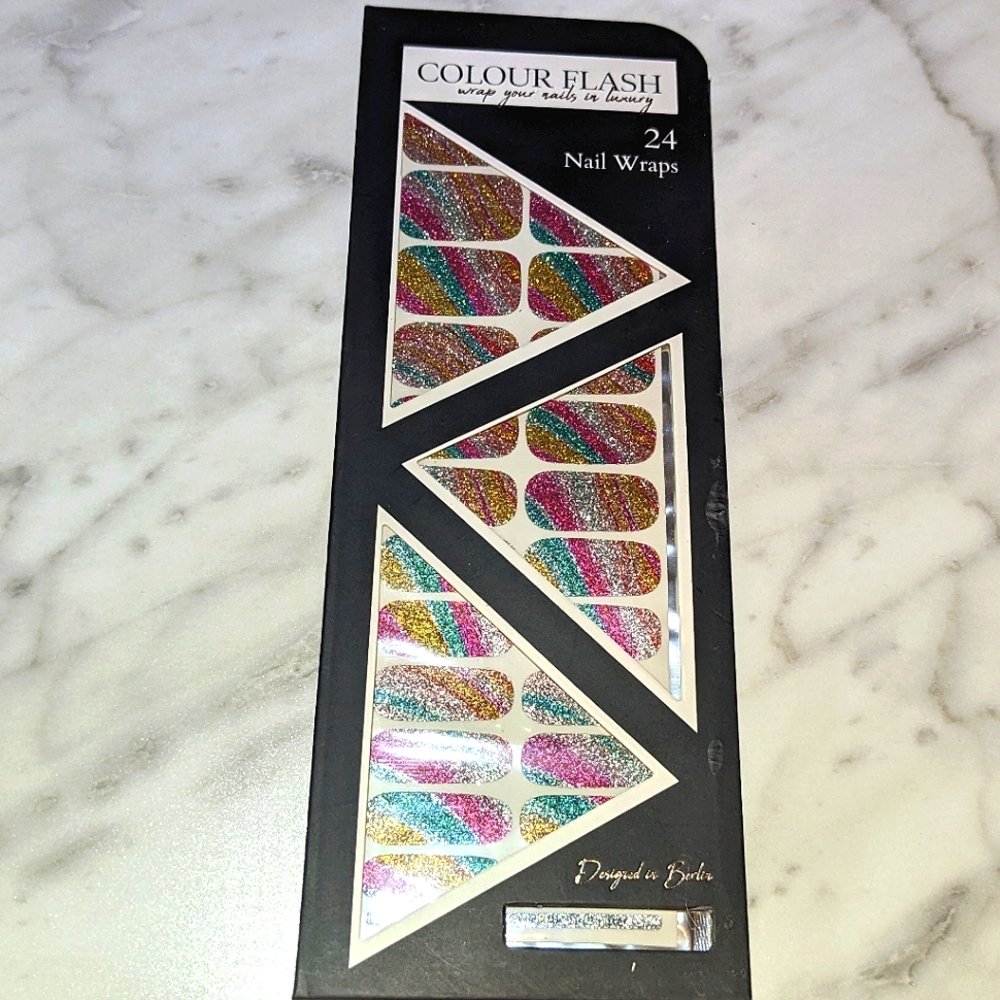 COLOUR FLASH
wrap your nails in luxury
24
Nail Wraps
Designed in Berlin